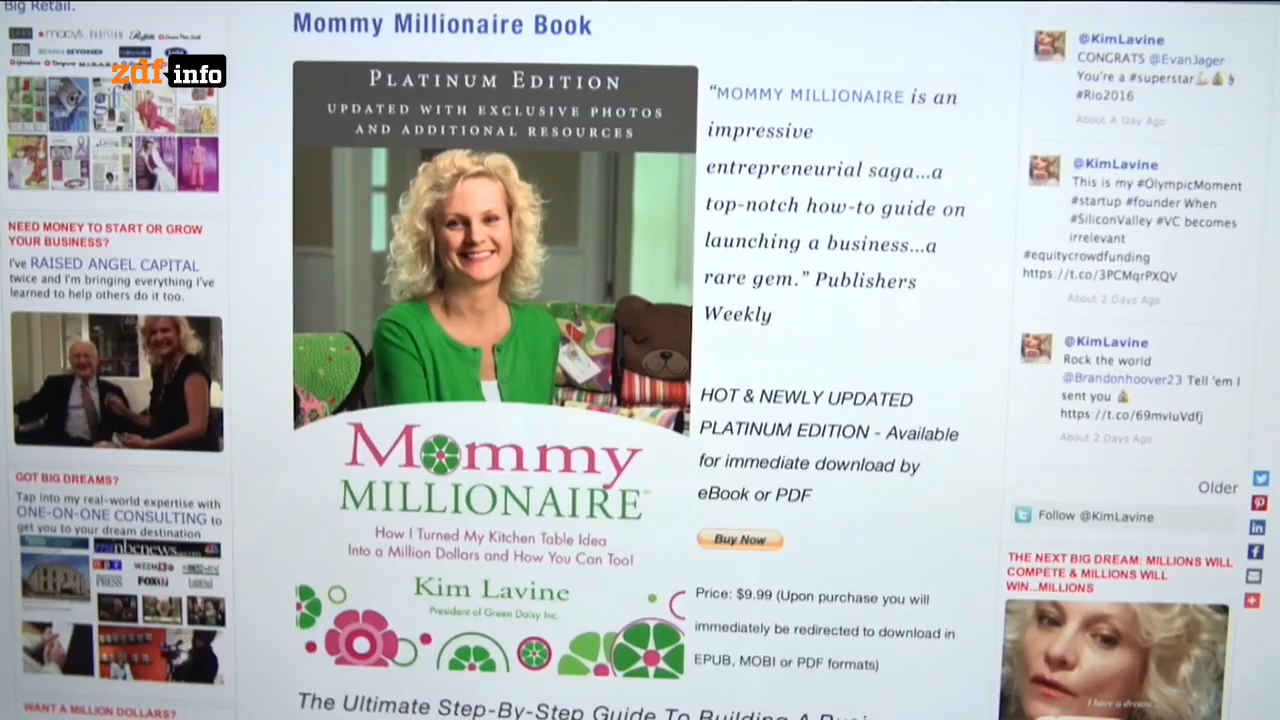 Big Retail.
macy's
zdf info
NEED MONEY TO START OR GROW
YOUR BUSINESS?
I've RAISED ANGEL CAPITAL
twice and I'm bringing everything I've
learned to help others do it too.
GOT BIG DREAMS?
Tap into my real-world expertise with
ONE-ON-ONE CONSULTING to
get you to your dream destination
nbcnews.com
WZZM13
PRESS
FOX
WANT A MILLION DOLLARS?
Mommy Millionaire Book
PLATINUM EDITION
UPDATED WITH EXCLUSIVE PHOTOS
AND ADDITIONAL RESOURCES
Mommy
MILLIONAIRE™
How I Turned My Kitchen Table Idea
Into a Million Dollars and How You Can Too!
Kim Lavine
President of Green Daisy Inc.
“MOMMY MILLIONAIRE is an
impressive
entrepreneurial saga...a
top-notch how-to guide on
launching a business...a
rare gem.” Publishers
Weekly
HOT & NEWLY UPDATED
PLATINUM EDITION - Available
for immediate download by
eBook or PDF
Buy Now
Price: $9.99 (Upon purchase you will
immediately be redirected to download in
EPUB, MOBI or PDF formats)
The Ultimate Step-By-Step Guide To Building A
@KimLavine
CONGRATS @EvanJager
You're a #superstar
#Rio2016
About A Day Ago
@KimLavine
This is my #OlympicMoment
#startup #founder When
#SiliconValley #VC becomes
irrelevant
#equitycrowdfunding
https://t.co/3PCMqrPXQV
About 2 Days Ago
@KimLavine
Rock the world
@Brandonhoover23 Tell 'em I
sent you
https://t.co/69mvluVdfj
About 2 Days Ago
Older
Follow @KimLavine
THE NEXT BIG DREAM: MILLIONS WILL
COMPETE & MILLIONS WILL
WIN...MILLIONS
I have a dream...